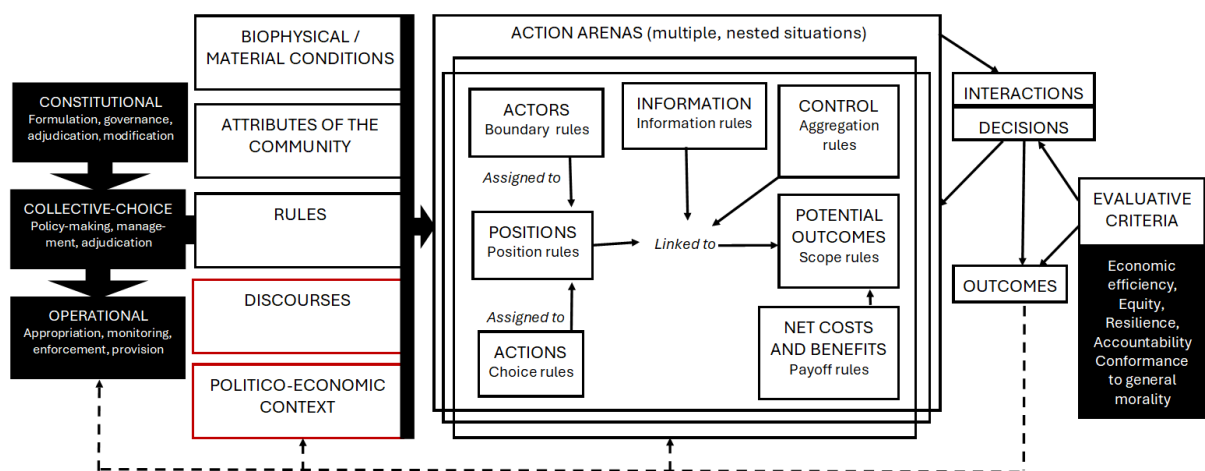 CONSTITUTIONAL
Formulation, governance,
adjudication, modification
COLLECTIVE-CHOICE
Policy-making, manage-
ment, adjudication
OPERATIONAL
Appropriation, monitoring,
enforcement, provision
BIOPHYSICAL /
MATERIAL CONDITIONS
ATTRIBUTES OF THE
COMMUNITY
RULES
DISCOURSES
POLITICO-ECONOMIC
CONTEXT
ACTION ARENAS (multiple, nested situations)
ACTORS
Boundary rules
INFORMATION
Information rules
CONTROL
Aggregation
rules
Assigned to
POSITIONS
Position rules
Linked to
POTENTIAL
OUTCOMES
Scope rules
Assigned to
ACTIONS
Choice rules
NET COSTS
AND BENEFITS
Payoff rules
INTERACTIONS
DECISIONS
OUTCOMES
EVALUATIVE
CRITERIA
Economic
efficiency,
Equity,
Resilience,
Accountability
Conformance
to general
morality